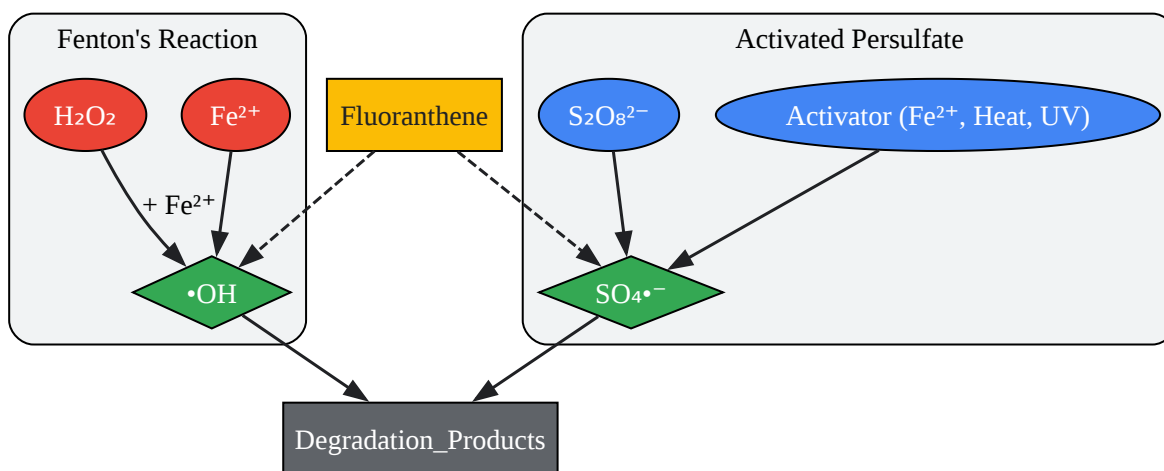 Fenton's Reaction
Activated Persulfate
H₂O₂
Fe²⁺
Fluoranthene
S₂O₈²⁻
Activator (Fe²⁺, Heat, UV)
+ Fe²⁺
•OH
SO₄•⁻
Degradation_Products